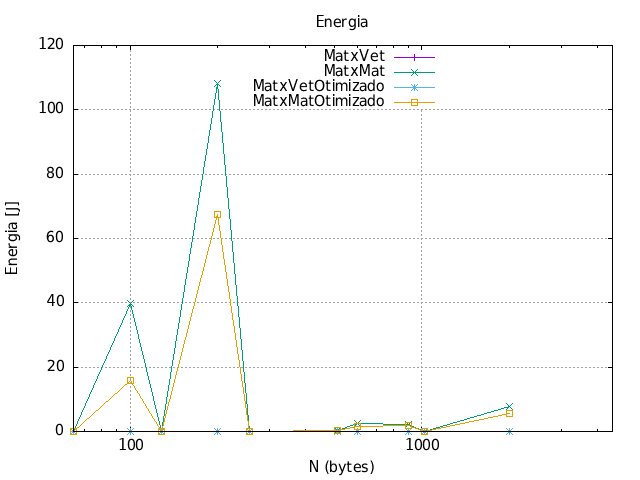 Energia
MatxVet
MatxMat
MatxVetOtimizado
MatxMatOtimizado
120
100
80
60
40
20
0
Energia [J]
100
1000
N (bytes)